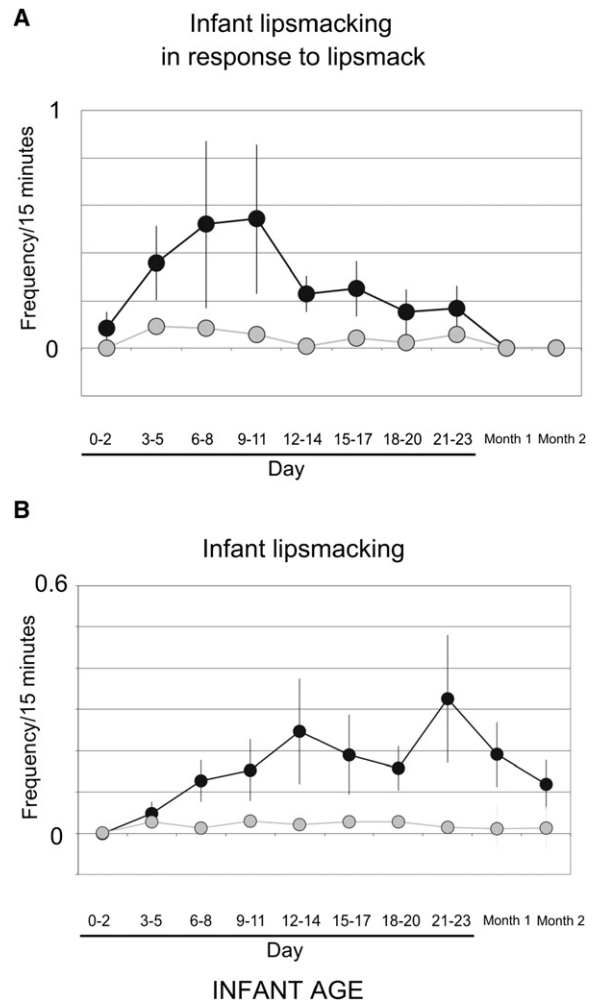 A
Infant lipsmacking
in response to lipsmack
1
Frequency/15 minutes
0
0-2 3-5 6-8 9-11 12-14 15-17 18-20 21-23 Month 1 Month 2
Day
B
Infant lipsmacking
0.6
Frequency/15 minutes
0
0-2 3-5 6-8 9-11 12-14 15-17 18-20 21-23 Month 1 Month 2
Day
INFANT AGE